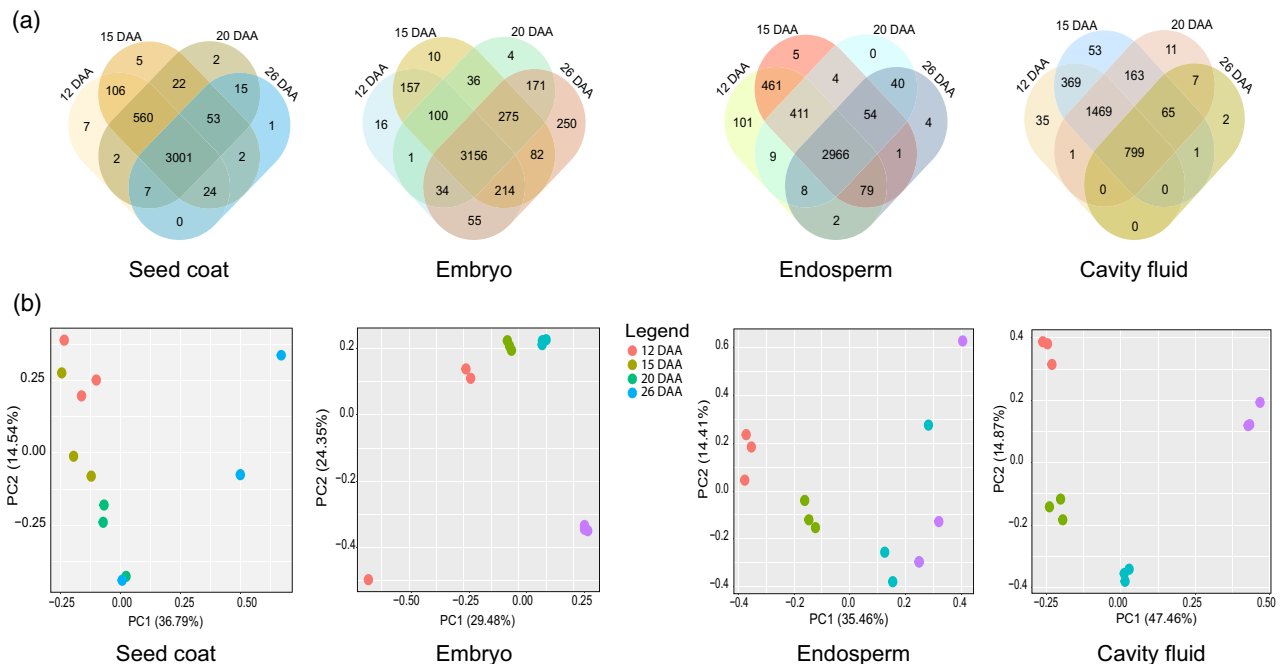 (a)
15 DAA 20 DAA
12 DAA 26 DAA
5 2
106 22 15
7 560 53 1
2 3001 2
7 24
0
Seed coat
15 DAA 20 DAA
12 DAA 26 DAA
10 4
157 36 171
16 100 275 250
1 3156 82
34 214
55
Embryo
15 DAA 20 DAA
12 DAA 26 DAA
5 0
461 4 40
101 411 54 4
9 2966 1
8 79
2
Endosperm
15 DAA 20 DAA
12 DAA 26 DAA
53 11
369 163 7
35 1469 65 2
1 799 1
0 0
0
Cavity fluid
(b)
PC2 (14.54%)
0.25
0.00
−0.25
−0.25 0.00 0.25 0.50
PC1 (36.79%)
Seed coat
PC2 (24.35%)
0.2
0.0
−0.2
−0.4
−0.50 −0.25 0.00 0.25
PC1 (29.48%)
Embryo
Legend
12 DAA
15 DAA
20 DAA
26 DAA
PC2 (14.41%)
0.6
0.4
0.2
0.0
−0.2
−0.4
−0.4 −0.2 0.0 0.2 0.4
PC1 (35.46%)
Endosperm
PC2 (14.87%)
0.4
0.2
0.0
−0.2
−0.4
−0.25 0.00 0.25 0.50
PC1 (47.46%)
Cavity fluid